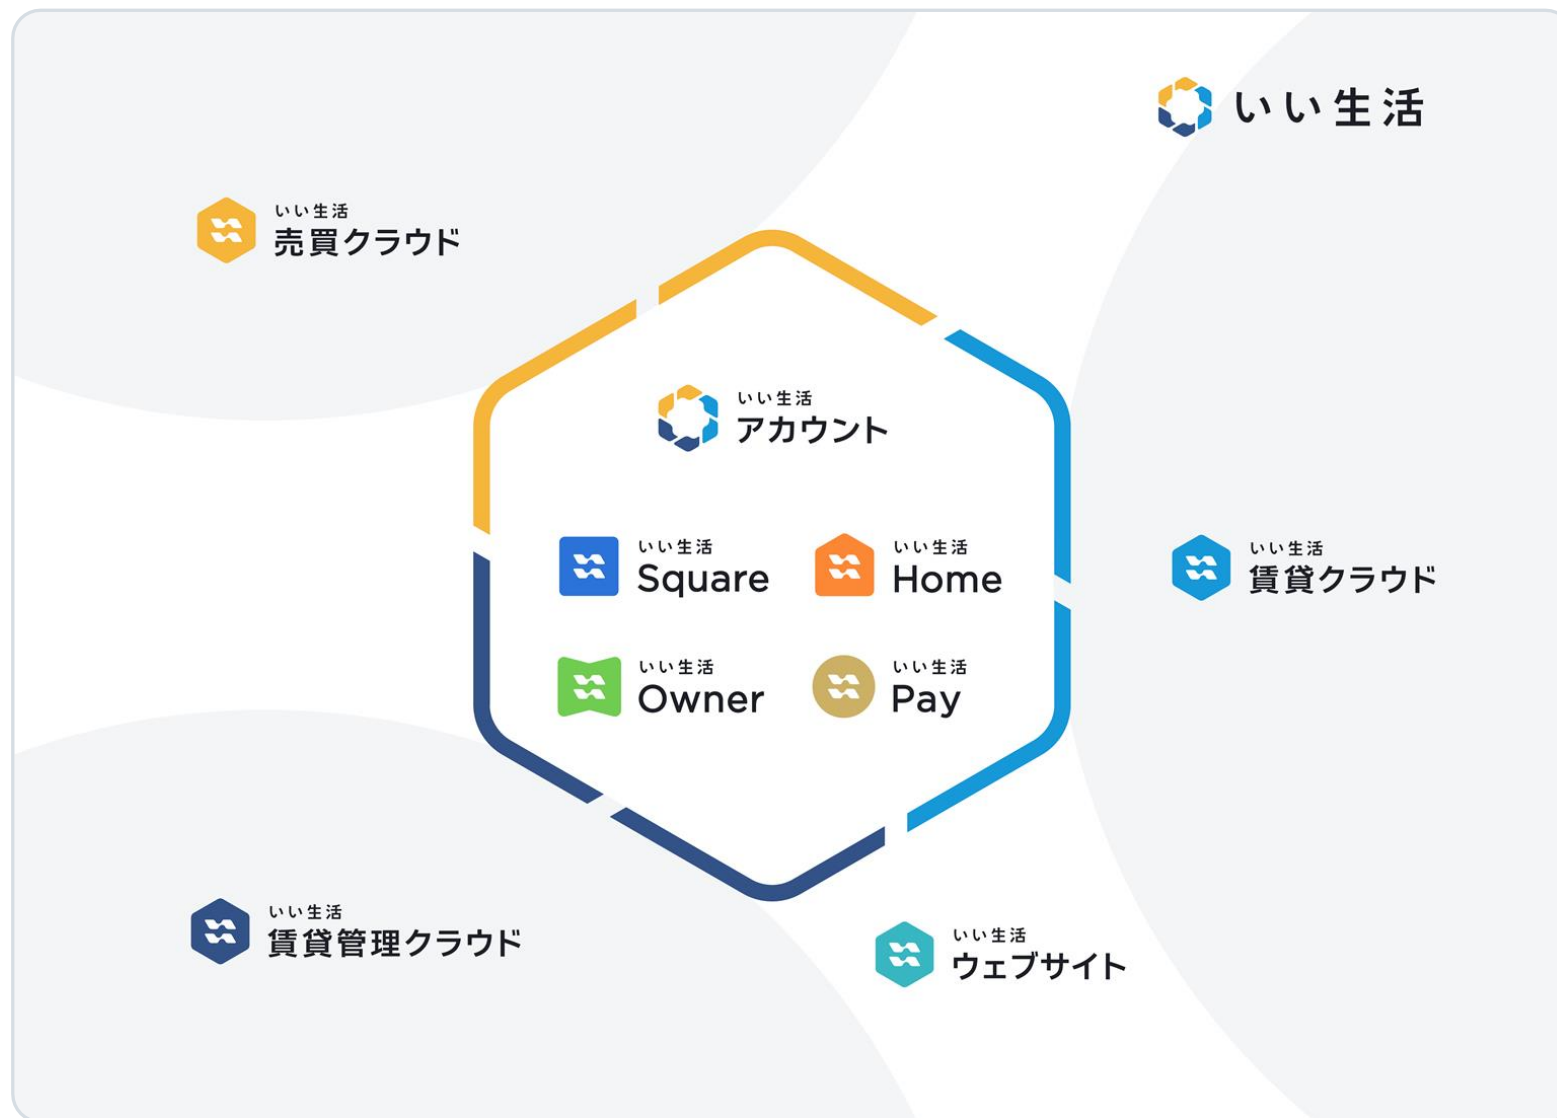 いい生活
いい生活
売買クラウド
いい生活
アカウント
いい生活
Square
いい生活
Home
いい生活
賃貸クラウド
いい生活
Owner
いい生活
Pay
いい生活
賃貸管理クラウド
いい生活
ウェブサイト